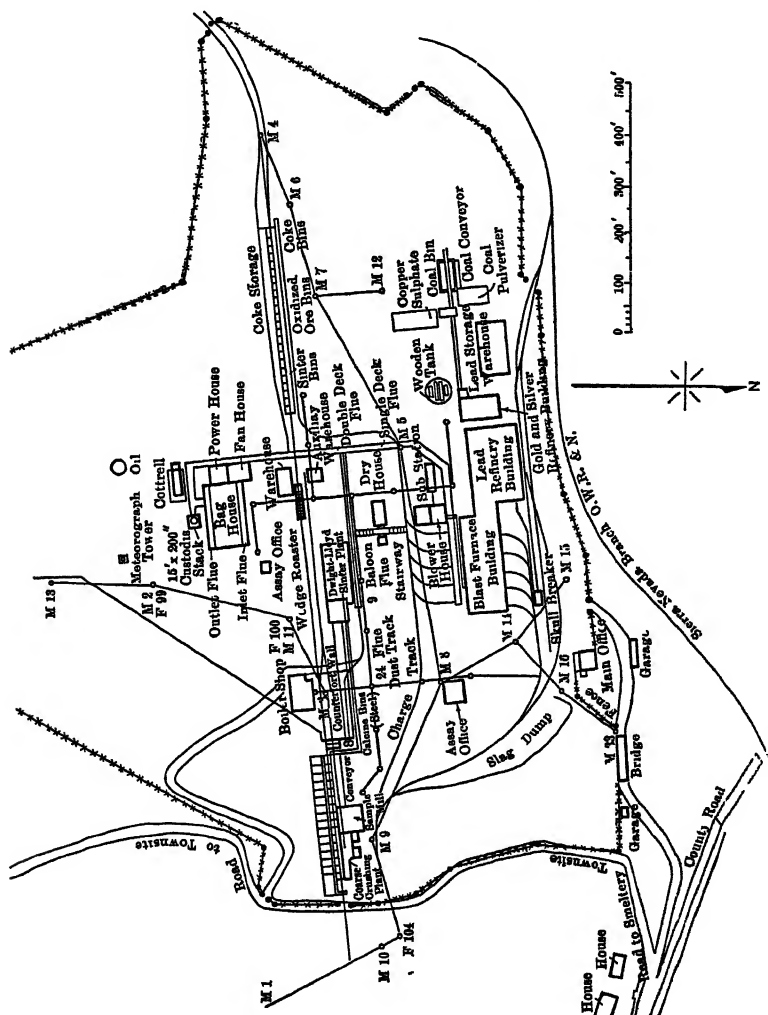 M 4
M 6
Coke Storage
Coke
Bins
Oxidized
Ore Bins
M 7
M 12
Sinter
Bins
Copper
Sulphate
Coal Bin
Coal Conveyor
Coal
Pulverizer
Lead Storage
Warehouse
Wooden
Tank
100
200'
300'
400'
500'
N
Oil
Cottrell
Power House
Fan House
Warehouse
Auxiliary
Warehouse
Double Deck
Flue
Single Deck
Flue
M 5
Dry
House
Sub Station
Lead
Refinery
Building
Gold and Silver
Refinery Building
Meteorograph
Tower
15' x 200"
Custodis
Stack
Outlet Flue
Bag
House
Inlet Flue
Assay Office
Wedge Roaster
Dwight-Lloyd
Sinter Plant
9
Baloon
Flue
Stairway
Blower
House
Blast Furnace
Building
Skull Breaker
M 15
Sierra Nevada Branch O.W.R. & N.
M 13
M 2
F 99
F 100
M 11
Boiler Shop
Counterford Wall
24 Flue
Dust Track
Track
Charge
M 8
Assay
Office
M 14
M 16
Main Office
Garage
Fence
M 33
Bridge
Slag Dump
Conveyor
Bins
(Steel)
Sample
Mill
M 9
Coarse
Crushing
Plant
Road
to
Townsite
Townsite
Garage
County Road
M 1
M 10
F 104
House
House
Road to Smeltery